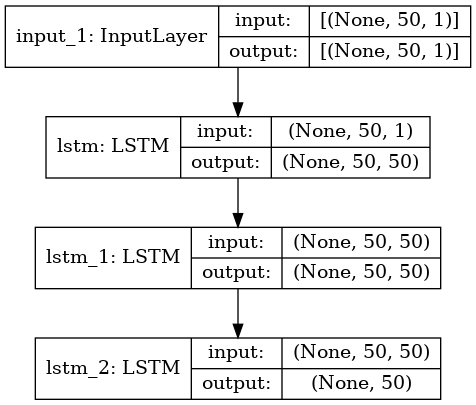 input_1: InputLayer input: [(None, 50, 1)]
output: [(None, 50, 1)]
lstm: LSTM input: (None, 50, 1)
output: (None, 50, 50)
lstm_1: LSTM input: (None, 50, 50)
output: (None, 50, 50)
lstm_2: LSTM input: (None, 50, 50)
output: (None, 50)